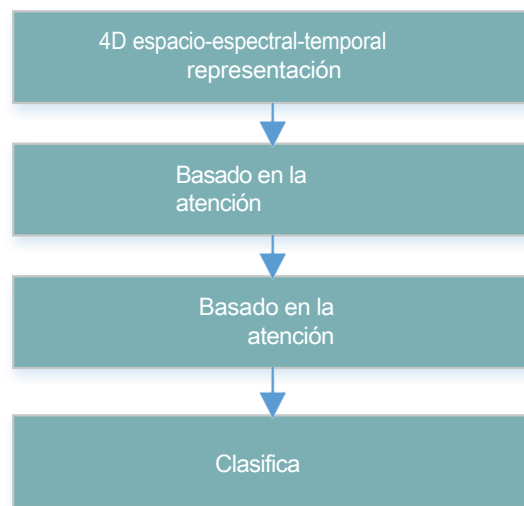 4D espacio-espectral-temporal
representación
Basado en la
atención
Basado en la
atención
Clasifica